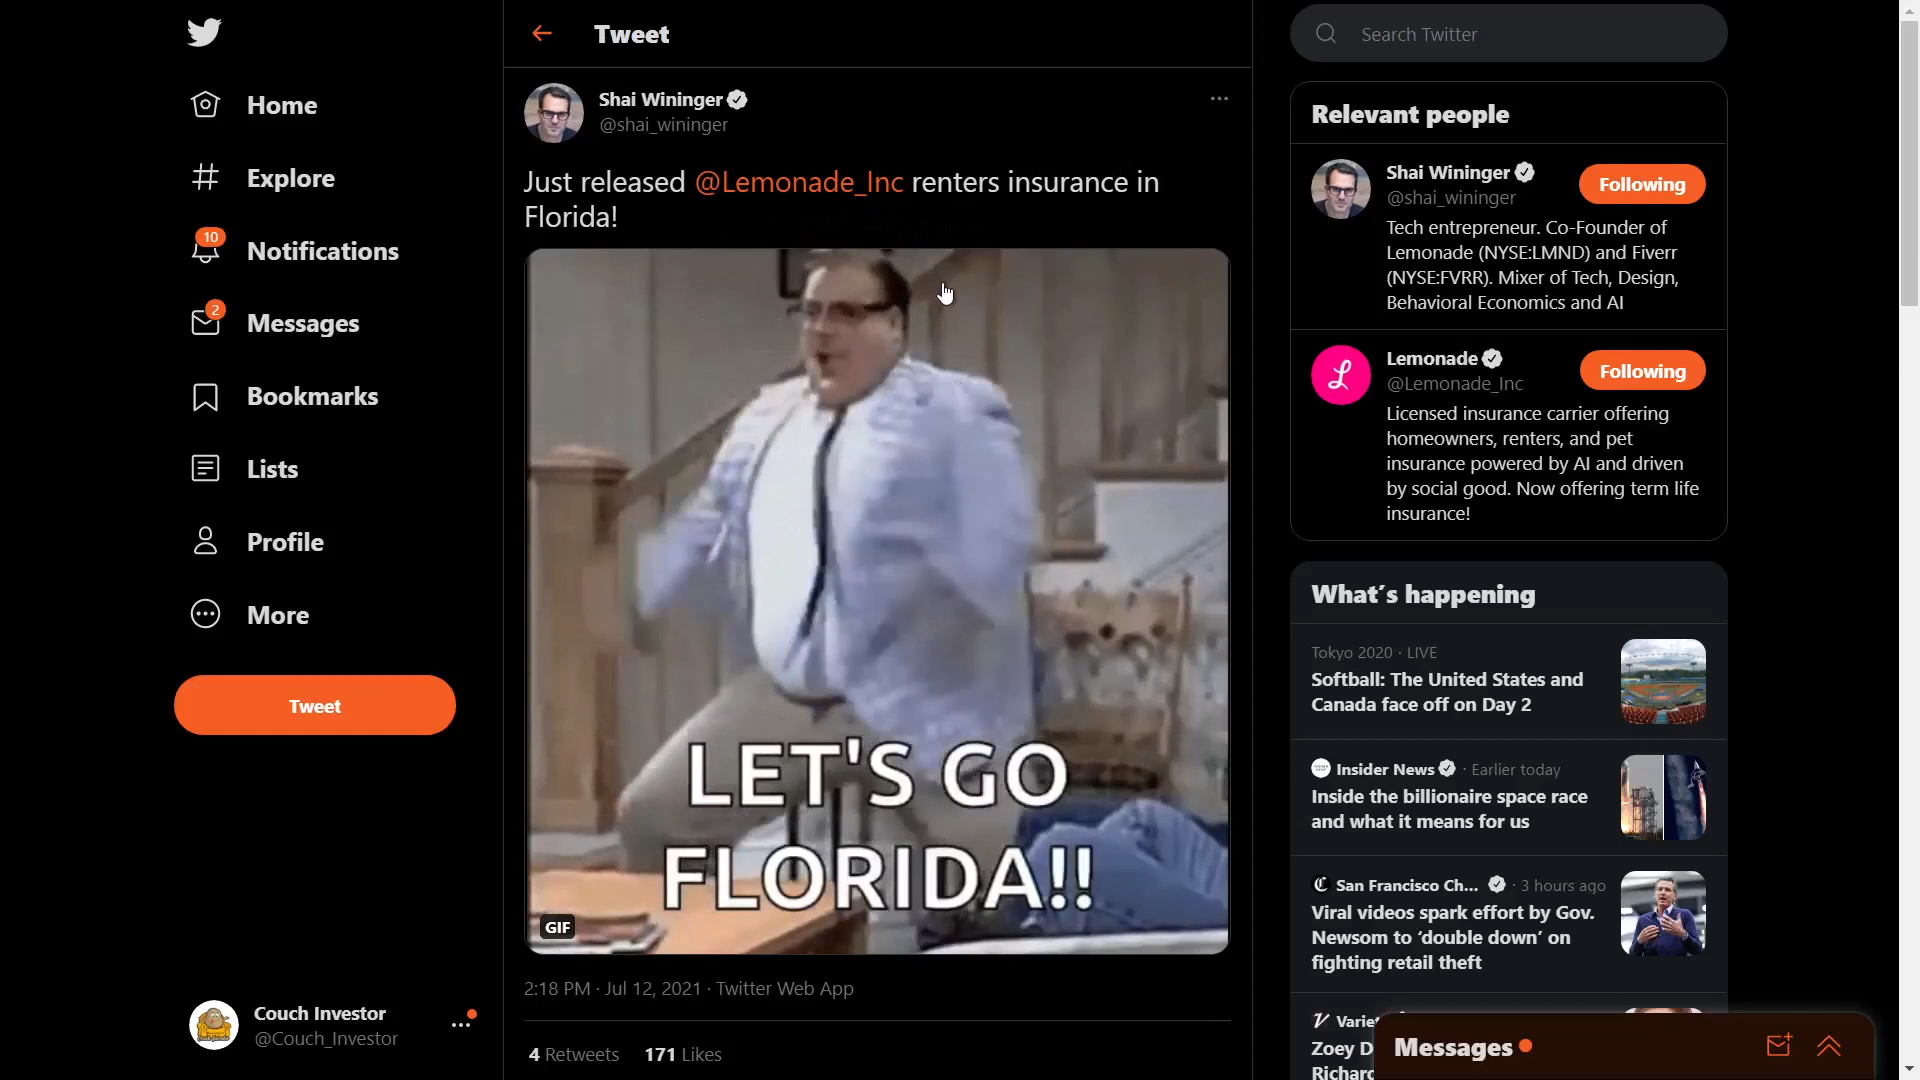 Home
Explore
10
Notifications
2
Messages
Bookmarks
Lists
Profile
More
Tweet
Couch Investor
@Couch_Investor
Tweet
Shai Wininger
@shai_wininger
Just released @Lemonade_Inc renters insurance in
Florida!
LET'S GO
FLORIDA!!
GIF
2:18 PM · Jul 12, 2021 · Twitter Web App
4 Retweets 171 Likes
Search Twitter
Relevant people
Shai Wininger
@shai_wininger
Following
Tech entrepreneur. Co-Founder of
Lemonade (NYSE:LMND) and Fiverr
(NYSE:FVRR). Mixer of Tech, Design,
Behavioral Economics and AI
Lemonade
@Lemonade_Inc
Following
Licensed insurance carrier offering
homeowners, renters, and pet
insurance powered by AI and driven
by social good. Now offering term life
insurance!
What's happening
Tokyo 2020 · LIVE
Softball: The United States and
Canada face off on Day 2
Insider News · Earlier today
Inside the billionaire space race
and what it means for us
San Francisco Ch... · 3 hours ago
Viral videos spark effort by Gov.
Newsom to ‘double down’ on
fighting retail theft
Zoey
Messages